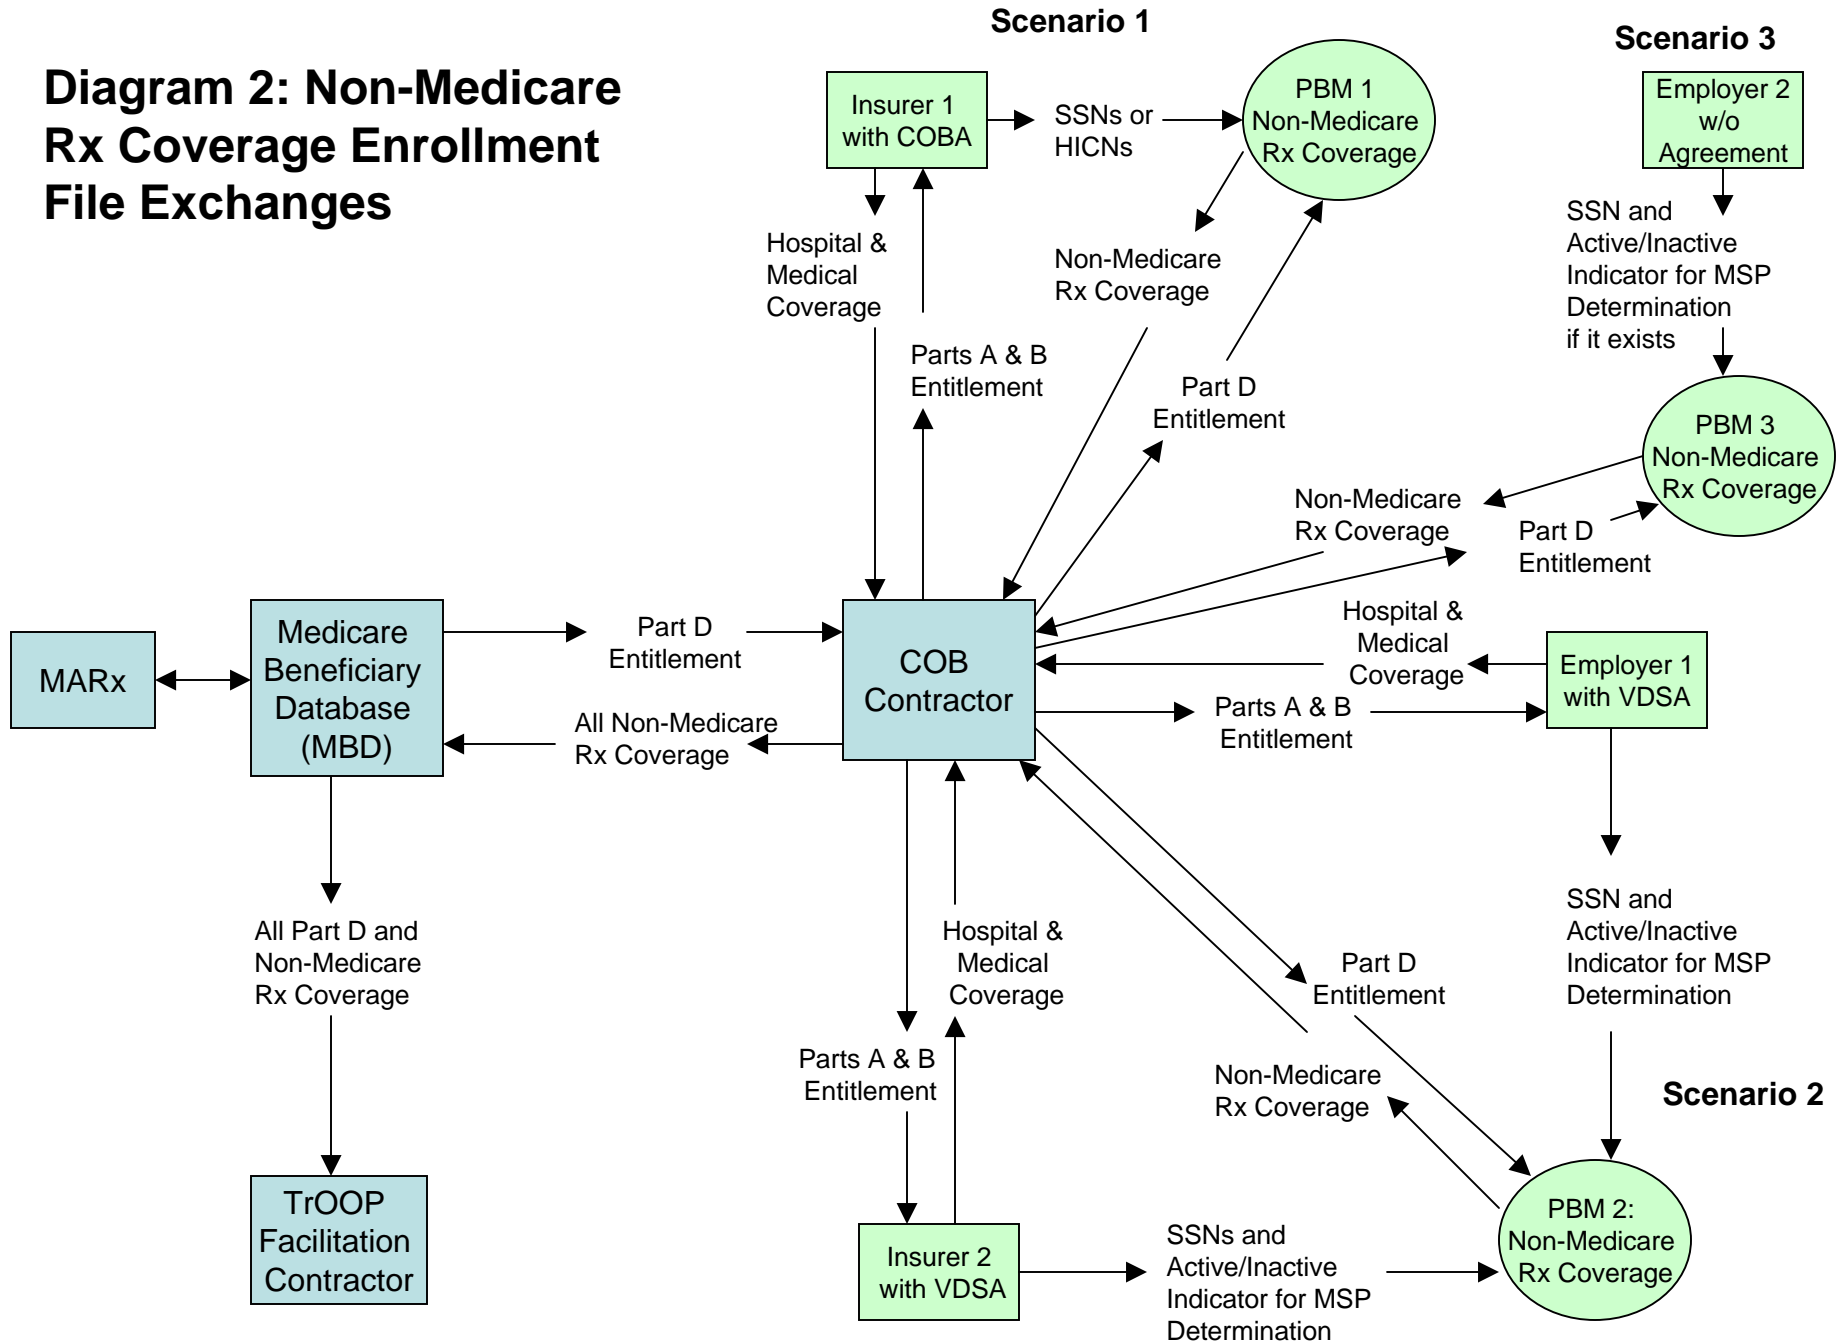 Scenario 1
Scenario 3
Diagram 2: Non-Medicare
Rx Coverage Enrollment
File Exchanges
Insurer 1
with COBA
SSNs or
HICNs
PBM 1
Non-Medicare
Rx Coverage
Employer 2
w/o
Agreement
Hospital &
Medical
Coverage
Non-Medicare
Rx Coverage
SSN and
Active/Inactive
Indicator for MSP
Determination
if it exists
Parts A & B
Entitlement
Part D
Entitlement
PBM 3
Non-Medicare
Rx Coverage
Non-Medicare
Rx Coverage
Part D
Entitlement
MARx
Medicare
Beneficiary
Database
(MBD)
Part D
Entitlement
All Non-Medicare
Rx Coverage
COB
Contractor
Hospital &
Medical
Coverage
Parts A & B
Entitlement
Employer 1
with VDSA
All Part D and
Non-Medicare
Rx Coverage
Hospital &
Medical
Coverage
Part D
Entitlement
SSN and
Active/Inactive
Indicator for MSP
Determination
Parts A & B
Entitlement
Non-Medicare
Rx Coverage
Scenario 2
TrOOP
Facilitation
Contractor
Insurer 2
with VDSA
SSNs and
Active/Inactive
Indicator for MSP
Determination
PBM 2:
Non-Medicare
Rx Coverage